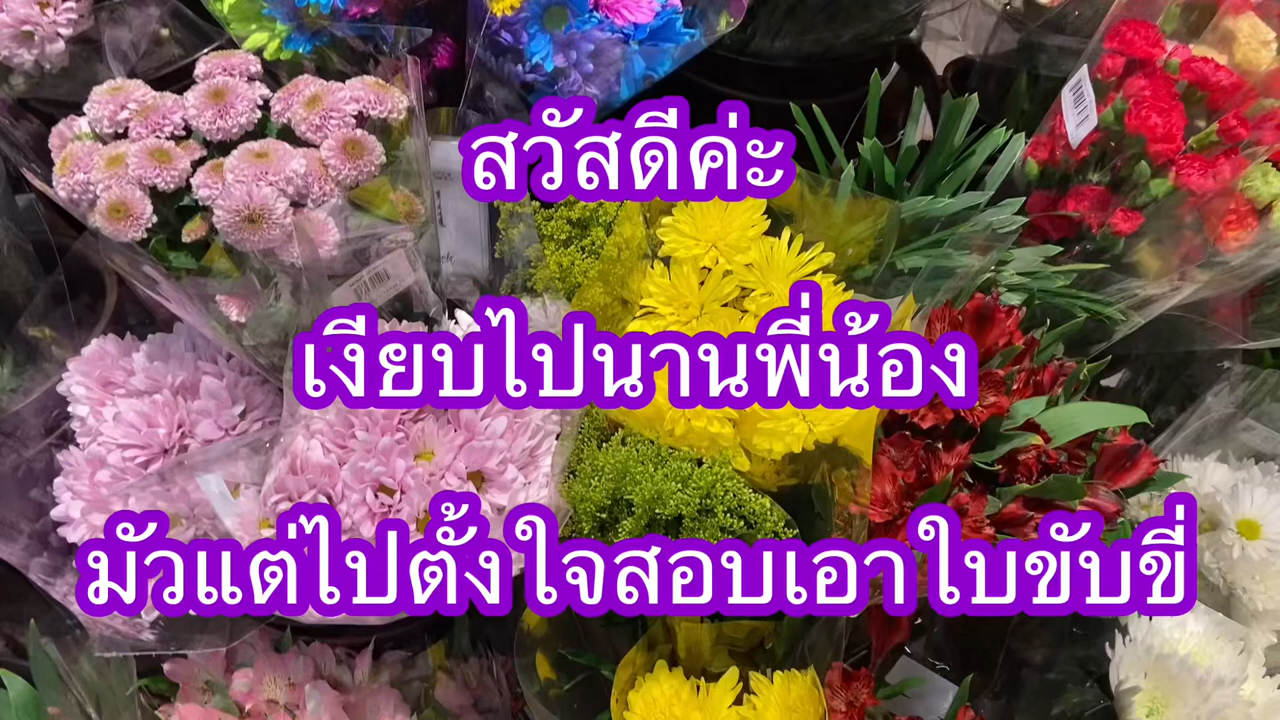 สวัสดีค่ะ
เงียบไปนานพี่น้อง
มัวแต่ไปตั้งใจสอบเอาใบขับขี่